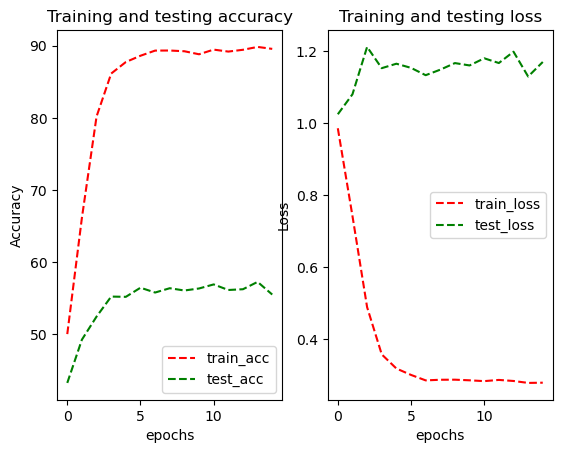 Training and testing accuracy
90
80
70
60
50
Accuracy
train_acc
test_acc
0
5
10
epochs
Training and testing loss
1.2
1.0
0.8
0.6
0.4
Loss
train_loss
test_loss
0
5
10
epochs